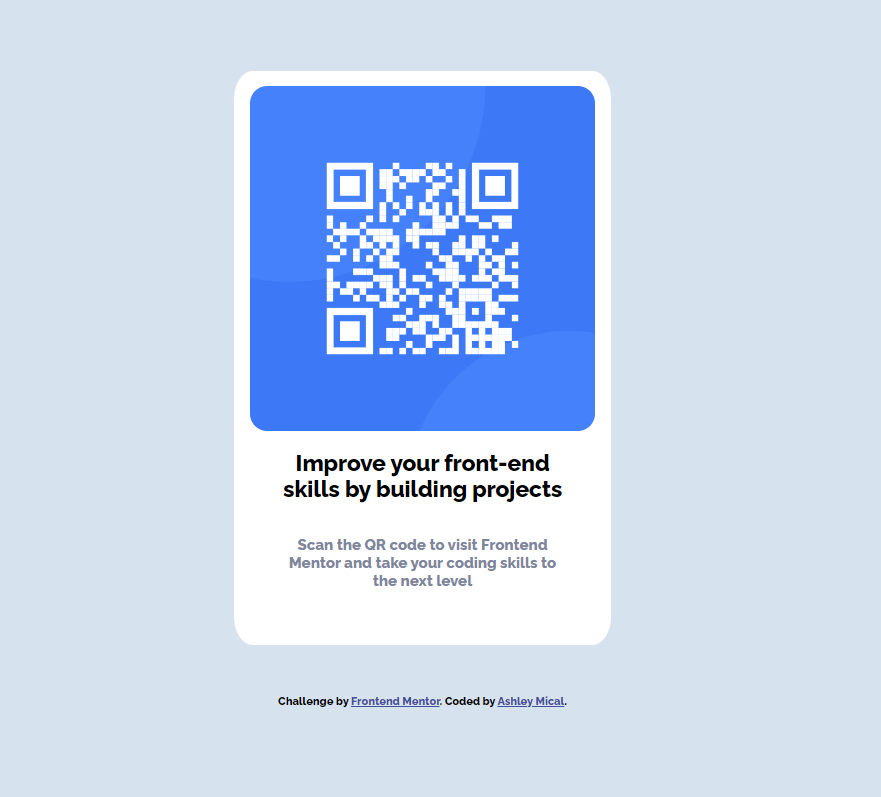 Improve your front-end
skills by building projects
Scan the QR code to visit Frontend
Mentor and take your coding skills to
the next level
Challenge by Frontend Mentor. Coded by Ashley Mical.